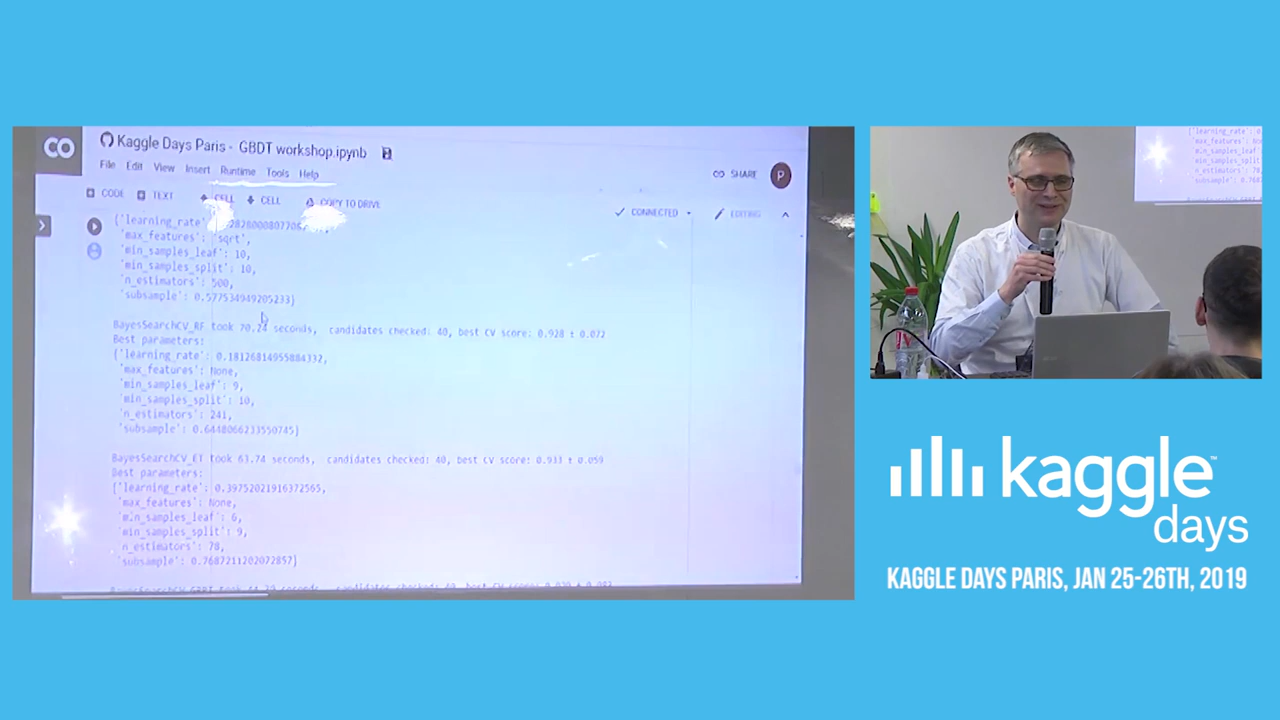 CO
Kaggle Days Paris - GBDT workshop.ipynb
File Edit View Insert Runtime Tools Help
SHARE
P
CODE TEXT CELL CELL COPY TO DRIVE
CONNECTED
EDITING
{'learning_rate'
'max_features': 'sqrt',
'min_samples_leaf': 10,
'min_samples_split': 10,
'n_estimators': 500,
'subsample': 0.577534949205233}
BayesSearchCV_RF took 70.24 seconds, candidates checked: 40, best CV score: 0.928 ± 0.072
Best parameters:
{'learning_rate': 0.18126814955884332,
'max_features': None,
'min_samples_leaf': 9,
'min_samples_split': 10,
'n_estimators': 241,
'subsample': 0.6448066233550745}
BayesSearchCV_ET took 63.74 seconds, candidates checked: 40, best CV score: 0.933 ± 0.059
Best parameters:
{'learning_rate': 0.39752021916372565,
'max_features': None,
'min_samples_leaf': 6,
'min_samples_split': 9,
'n_estimators': 78,
'subsample': 0.7687211202072857}
kaggle
days
KAGGLE DAYS PARIS, JAN 25-26TH, 2019